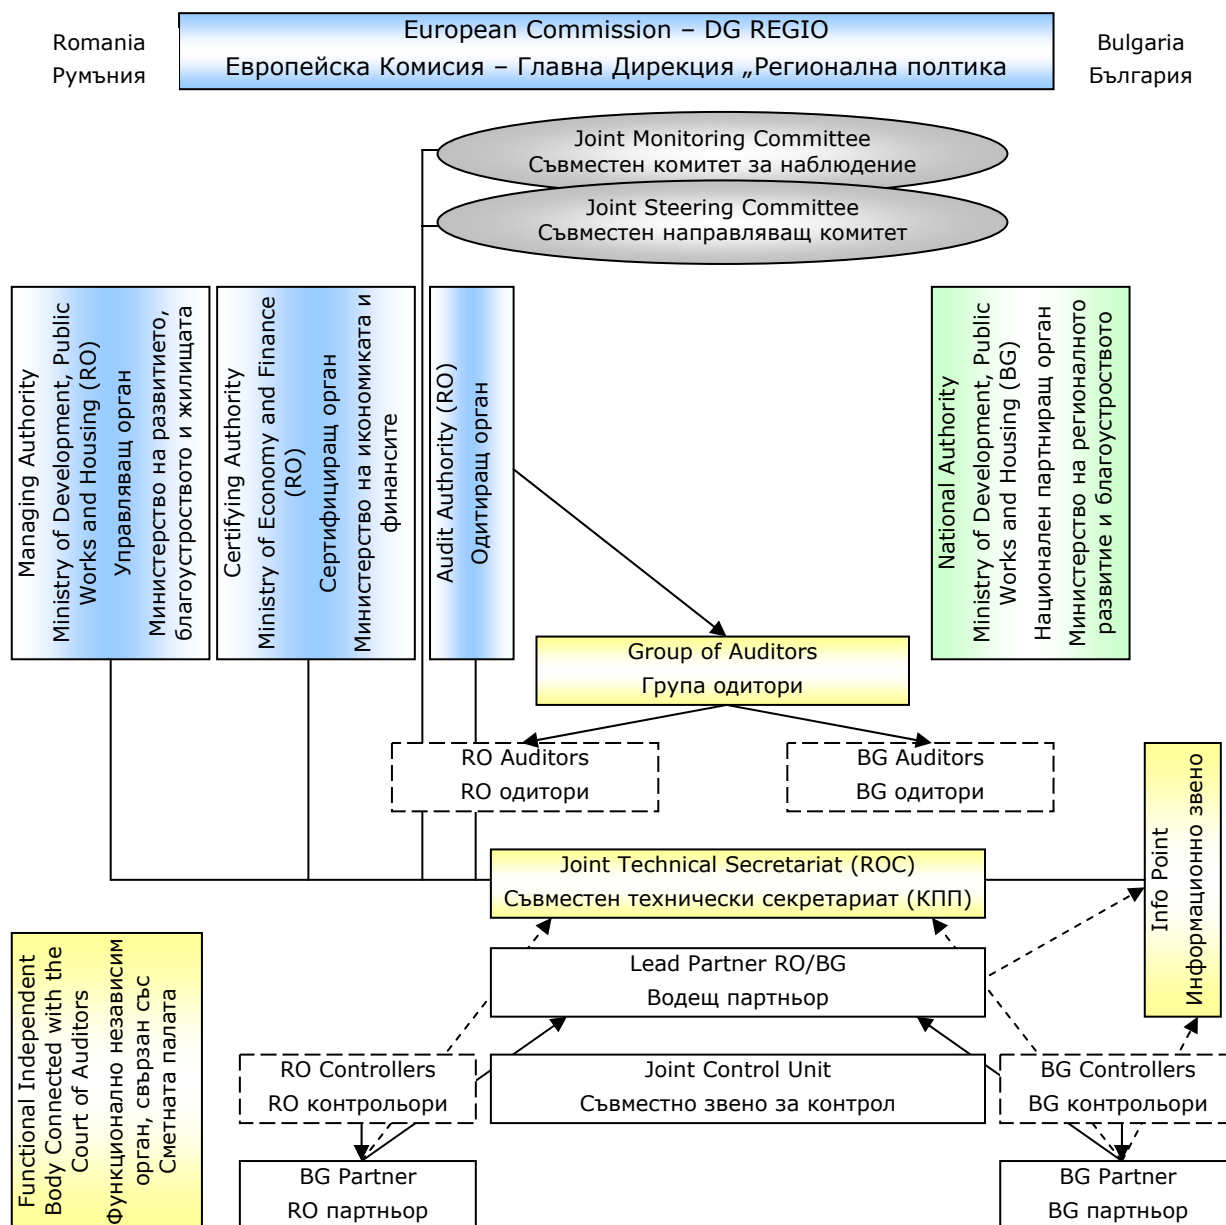 Romania
Румъния
European Commission – DG REGIO
Европейска Комисия – Главна Дирекция „Регионална полтика
Bulgaria
България
Joint Monitoring Committee
Съвместен комитет за наблюдение
Joint Steering Committee
Съвместен направляващ комитет
Managing Authority
Ministry of Development, Public
Works and Housing (RO)
Управляващ орган
Министерство на развитието,
благоустроството и жилищата
Certifying Authority
Ministry of Economy and Finance
(RO)
Сертифициращ орган
Министерство на икономиката и
финансите
Audit Authority (RO)
Одитиращ орган
National Authority
Ministry of Development, Public
Works and Housing (BG)
Национален партниращ орган
Министерство на регионалното
развитие и благоустроството
Group of Auditors
Група одитори
RO Auditors
RO одитори
BG Auditors
BG одитори
Joint Technical Secretariat (ROC)
Съвместен технически секретариат (КПП)
Info Point
Информационно звено
Functional Independent
Body Connected with the
Court of Auditors
Функционално независим
орган, свързан със
Сметната палата
Lead Partner RO/BG
Водещ партньор
RO Controllers
RO контрольори
Joint Control Unit
Съвместно звено за контрол
BG Controllers
BG контрольори
BG Partner
RO партньор
BG Partner
BG партньор